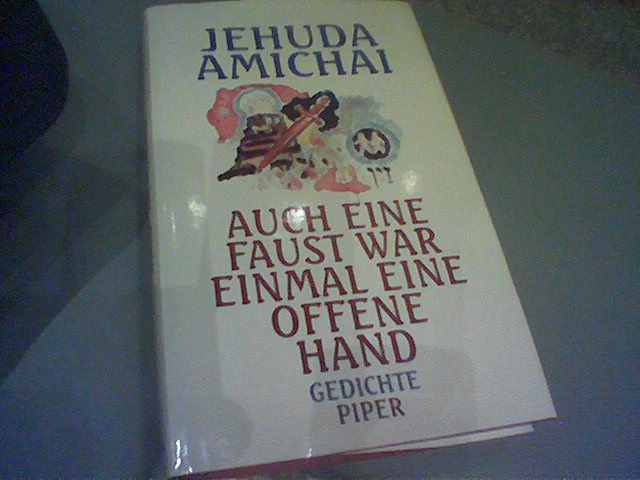 JEHUDA
AMICHAI
AUCH EINE
FAUST WAR
EINMAL EINE
OFFENE
HAND
GEDICHTE
PIPER